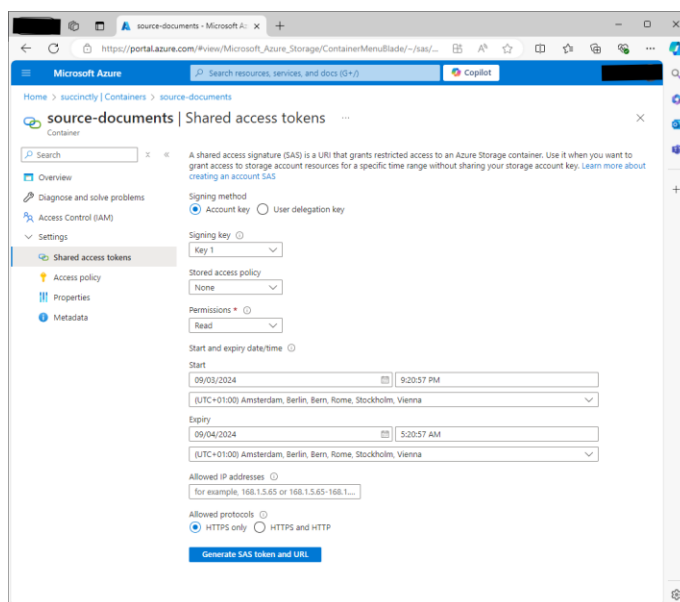 source-documents - Microsoft Az
https://portal.azure.com/#view/Microsoft_Azure_Storage/ContainerMenuBlade/~/sas/...
Microsoft Azure
Search resources, services, and docs (G+/)
Copilot
Home > succinctly | Containers > source-documents
source-documents | Shared access tokens ...
Container
Search
Overview
Diagnose and solve problems
Access Control (IAM)
Settings
Shared access tokens
Access policy
Properties
Metadata
A shared access signature (SAS) is a URI that grants restricted access to an Azure Storage container. Use it when you want to
grant access to storage account resources for a specific time range without sharing your storage account key. Learn more about
creating an account SAS
Signing method
Account key User delegation key
Signing key
Key 1
Stored access policy
None
Permissions *
Read
Start and expiry date/time
Start
09/03/2024 9:20:57 PM
(UTC+01:00) Amsterdam, Berlin, Bern, Rome, Stockholm, Vienna
Expiry
09/04/2024 5:20:57 AM
(UTC+01:00) Amsterdam, Berlin, Bern, Rome, Stockholm, Vienna
Allowed IP addresses
for example, 168.1.5.65 or 168.1.5.65-168.1....
Allowed protocols
HTTPS only HTTPS and HTTP
Generate SAS token and URL